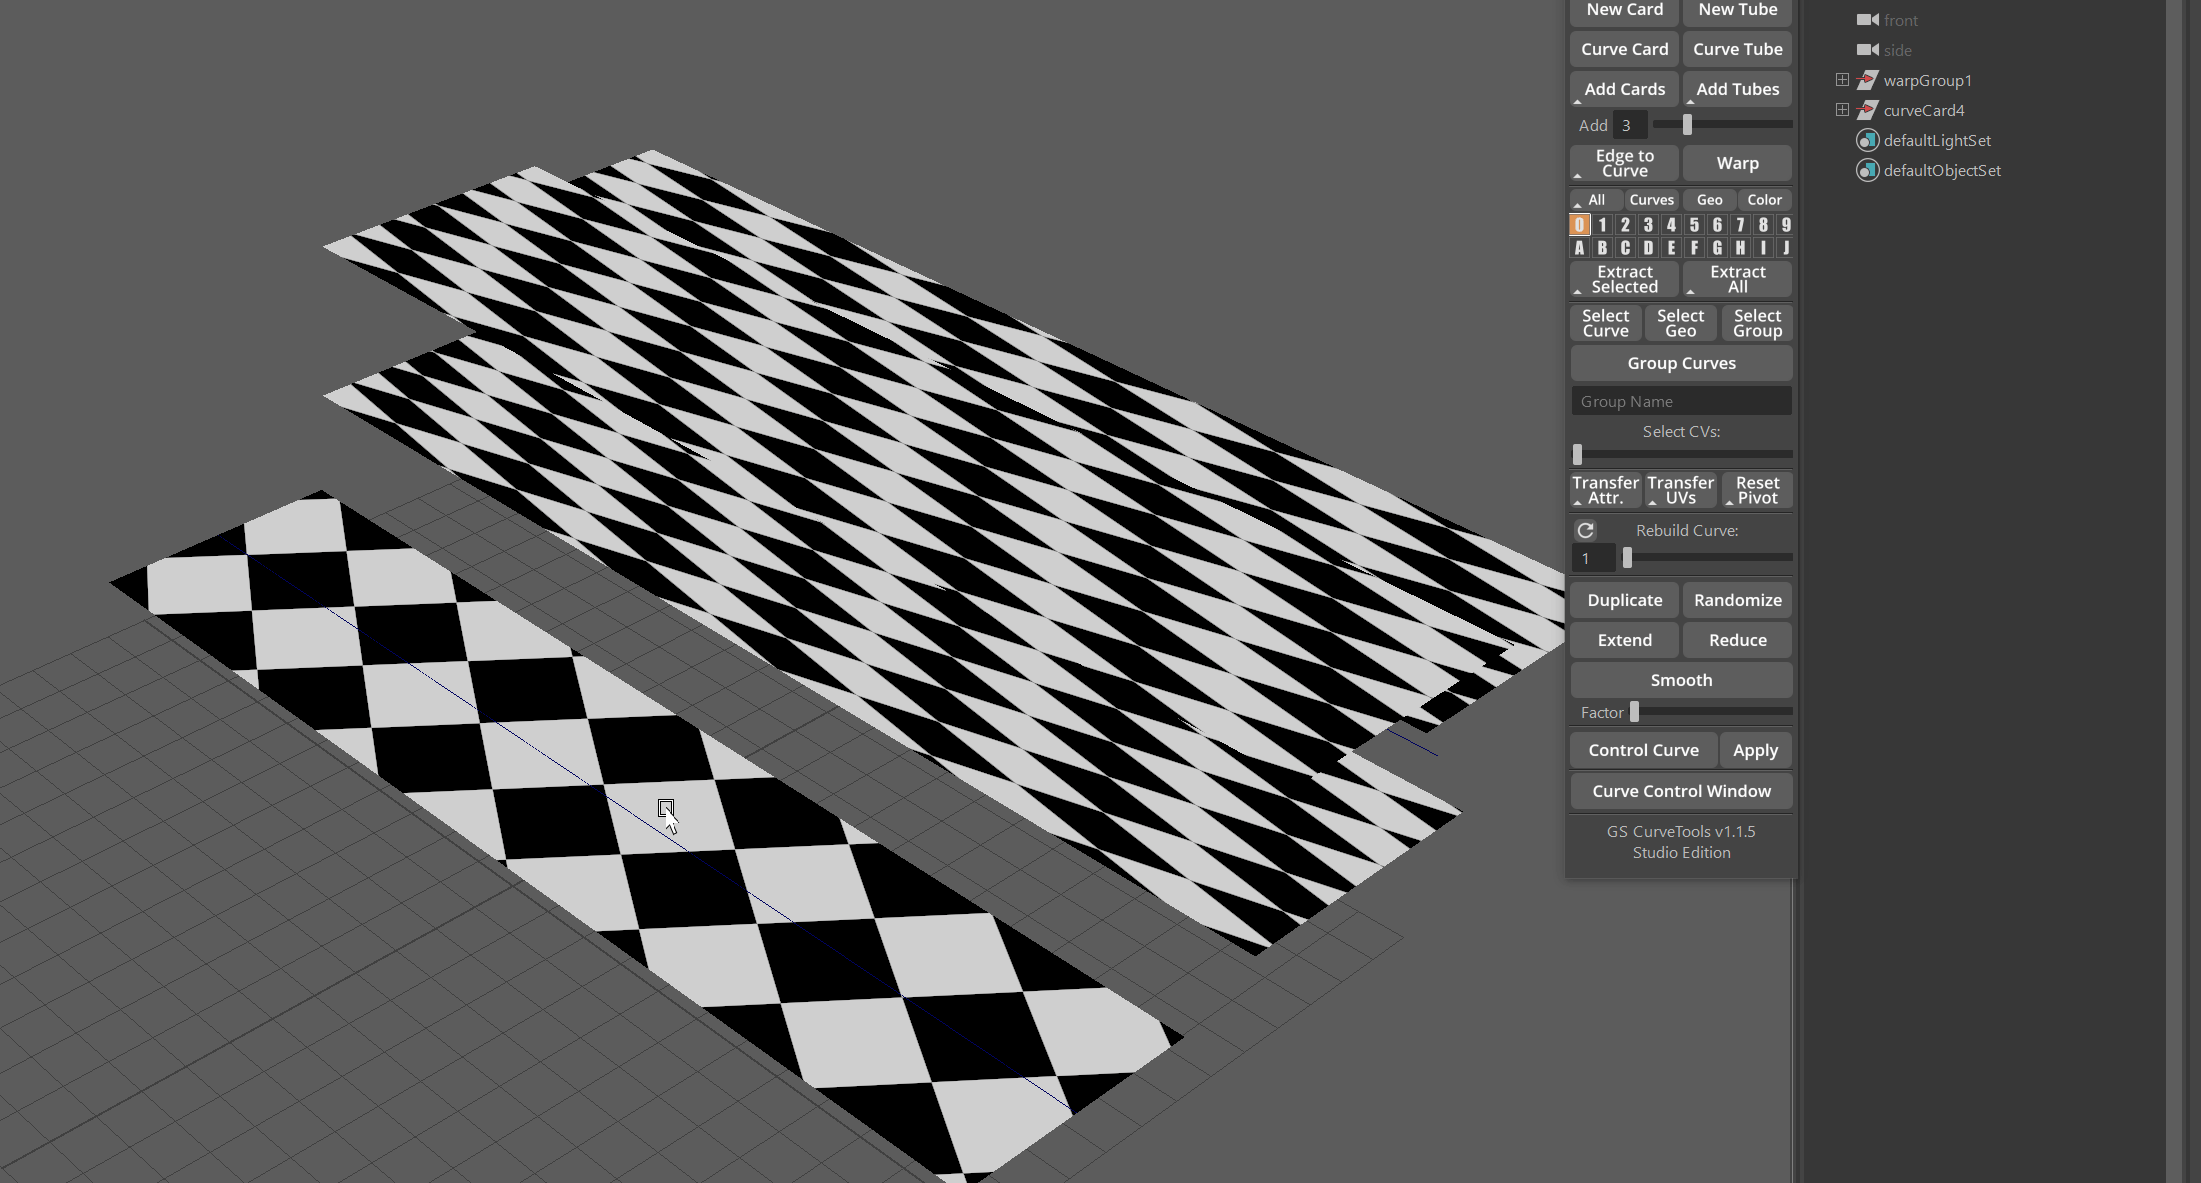 New Card New Tube
Curve Card Curve Tube
Add Cards Add Tubes
Add 3
Edge to Curve Warp
All Curves Geo Color
0 1 2 3 4 5 6 7 8 9
A B C D E F G H I J
Extract Selected Extract All
Select Curve Select Geo Select Group
Group Curves
Group Name
Select CVs:
Transfer Attr. Transfer UVs Reset Pivot
Rebuild Curve:
1
Duplicate Randomize
Extend Reduce
Smooth
Factor
Control Curve Apply
Curve Control Window
GS CurveTools v1.1.5
Studio Edition
front
side
warpGroup1
curveCard4
defaultLightSet
defaultObjectSet